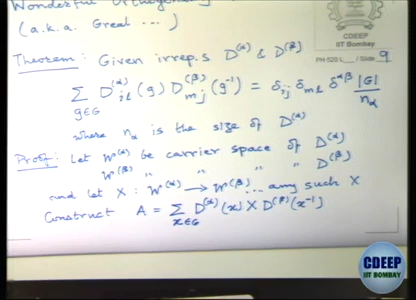 Wonderful Orthogonality
(a.k.a. Great ...)
CDEEP
IIT Bombay
PH 520 L / Slide 9
Theorem : Given irrep.s D^(α) & D^(β)
∑_{g∈G} D^(α)_{il}(g) D^(β)_{mj}(g⁻¹) = δ_{ij} δ_{ml} δ^{αβ} |G|/n_α
where n_α is the size of D^(α)
Proof : Let W^(α) be carrier space of D^(α)
W^(β) " " " " D^(β)
and let X : W^(α) → W^(β) ... any such X
Construct A = ∑_{x∈G} D^(α)(x) X D^(β)(x⁻¹)
CDEEP
IIT BOMBAY